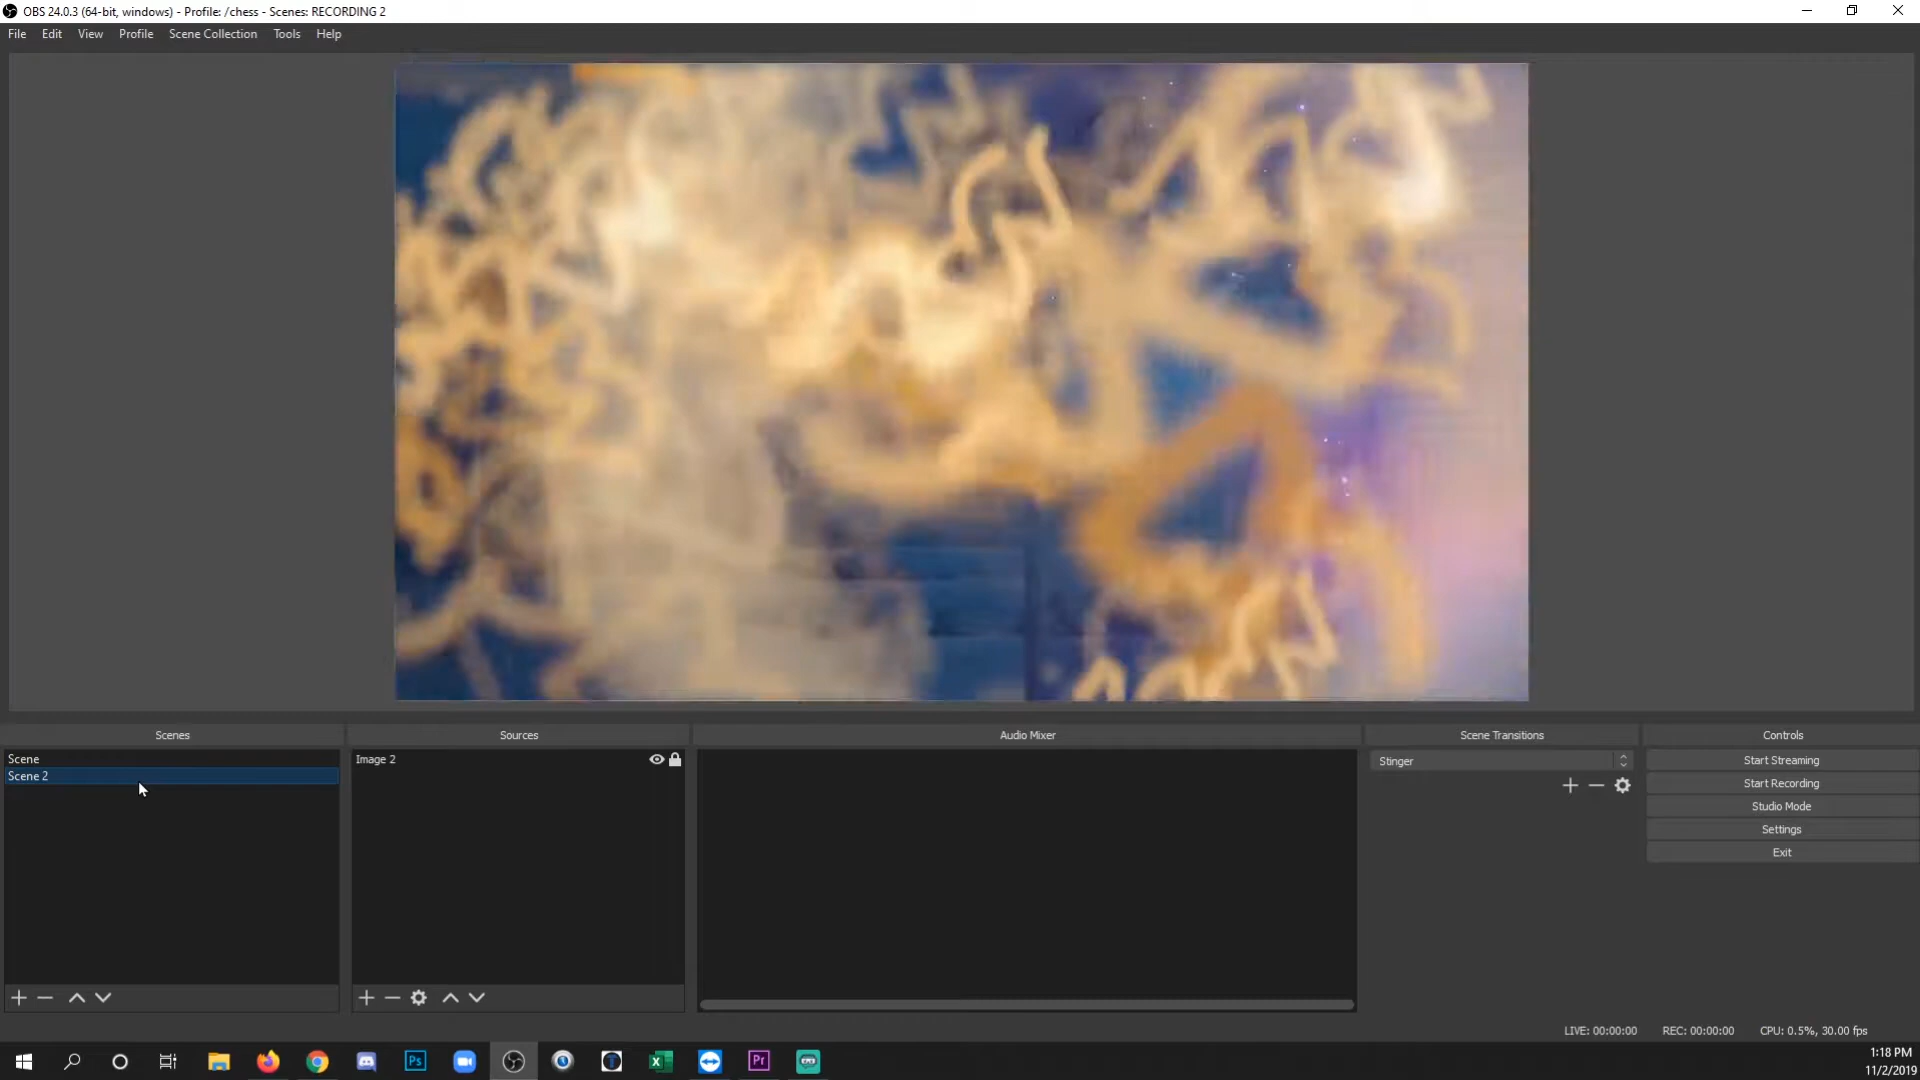 OBS 24.0.3 (64-bit, windows) - Profile: /chess - Scenes: RECORDING 2
File Edit View Profile Scene Collection Tools Help
Scenes Sources Audio Mixer Scene Transitions Controls
Scene Image 2 Stinger Start Streaming
Scene 2
Start Recording
Studio Mode
Settings
Exit
LIVE: 00:00:00 REC: 00:00:00 CPU: 0.5%, 30.00 fps
Ps Pr
1:18 PM
11/2/2019